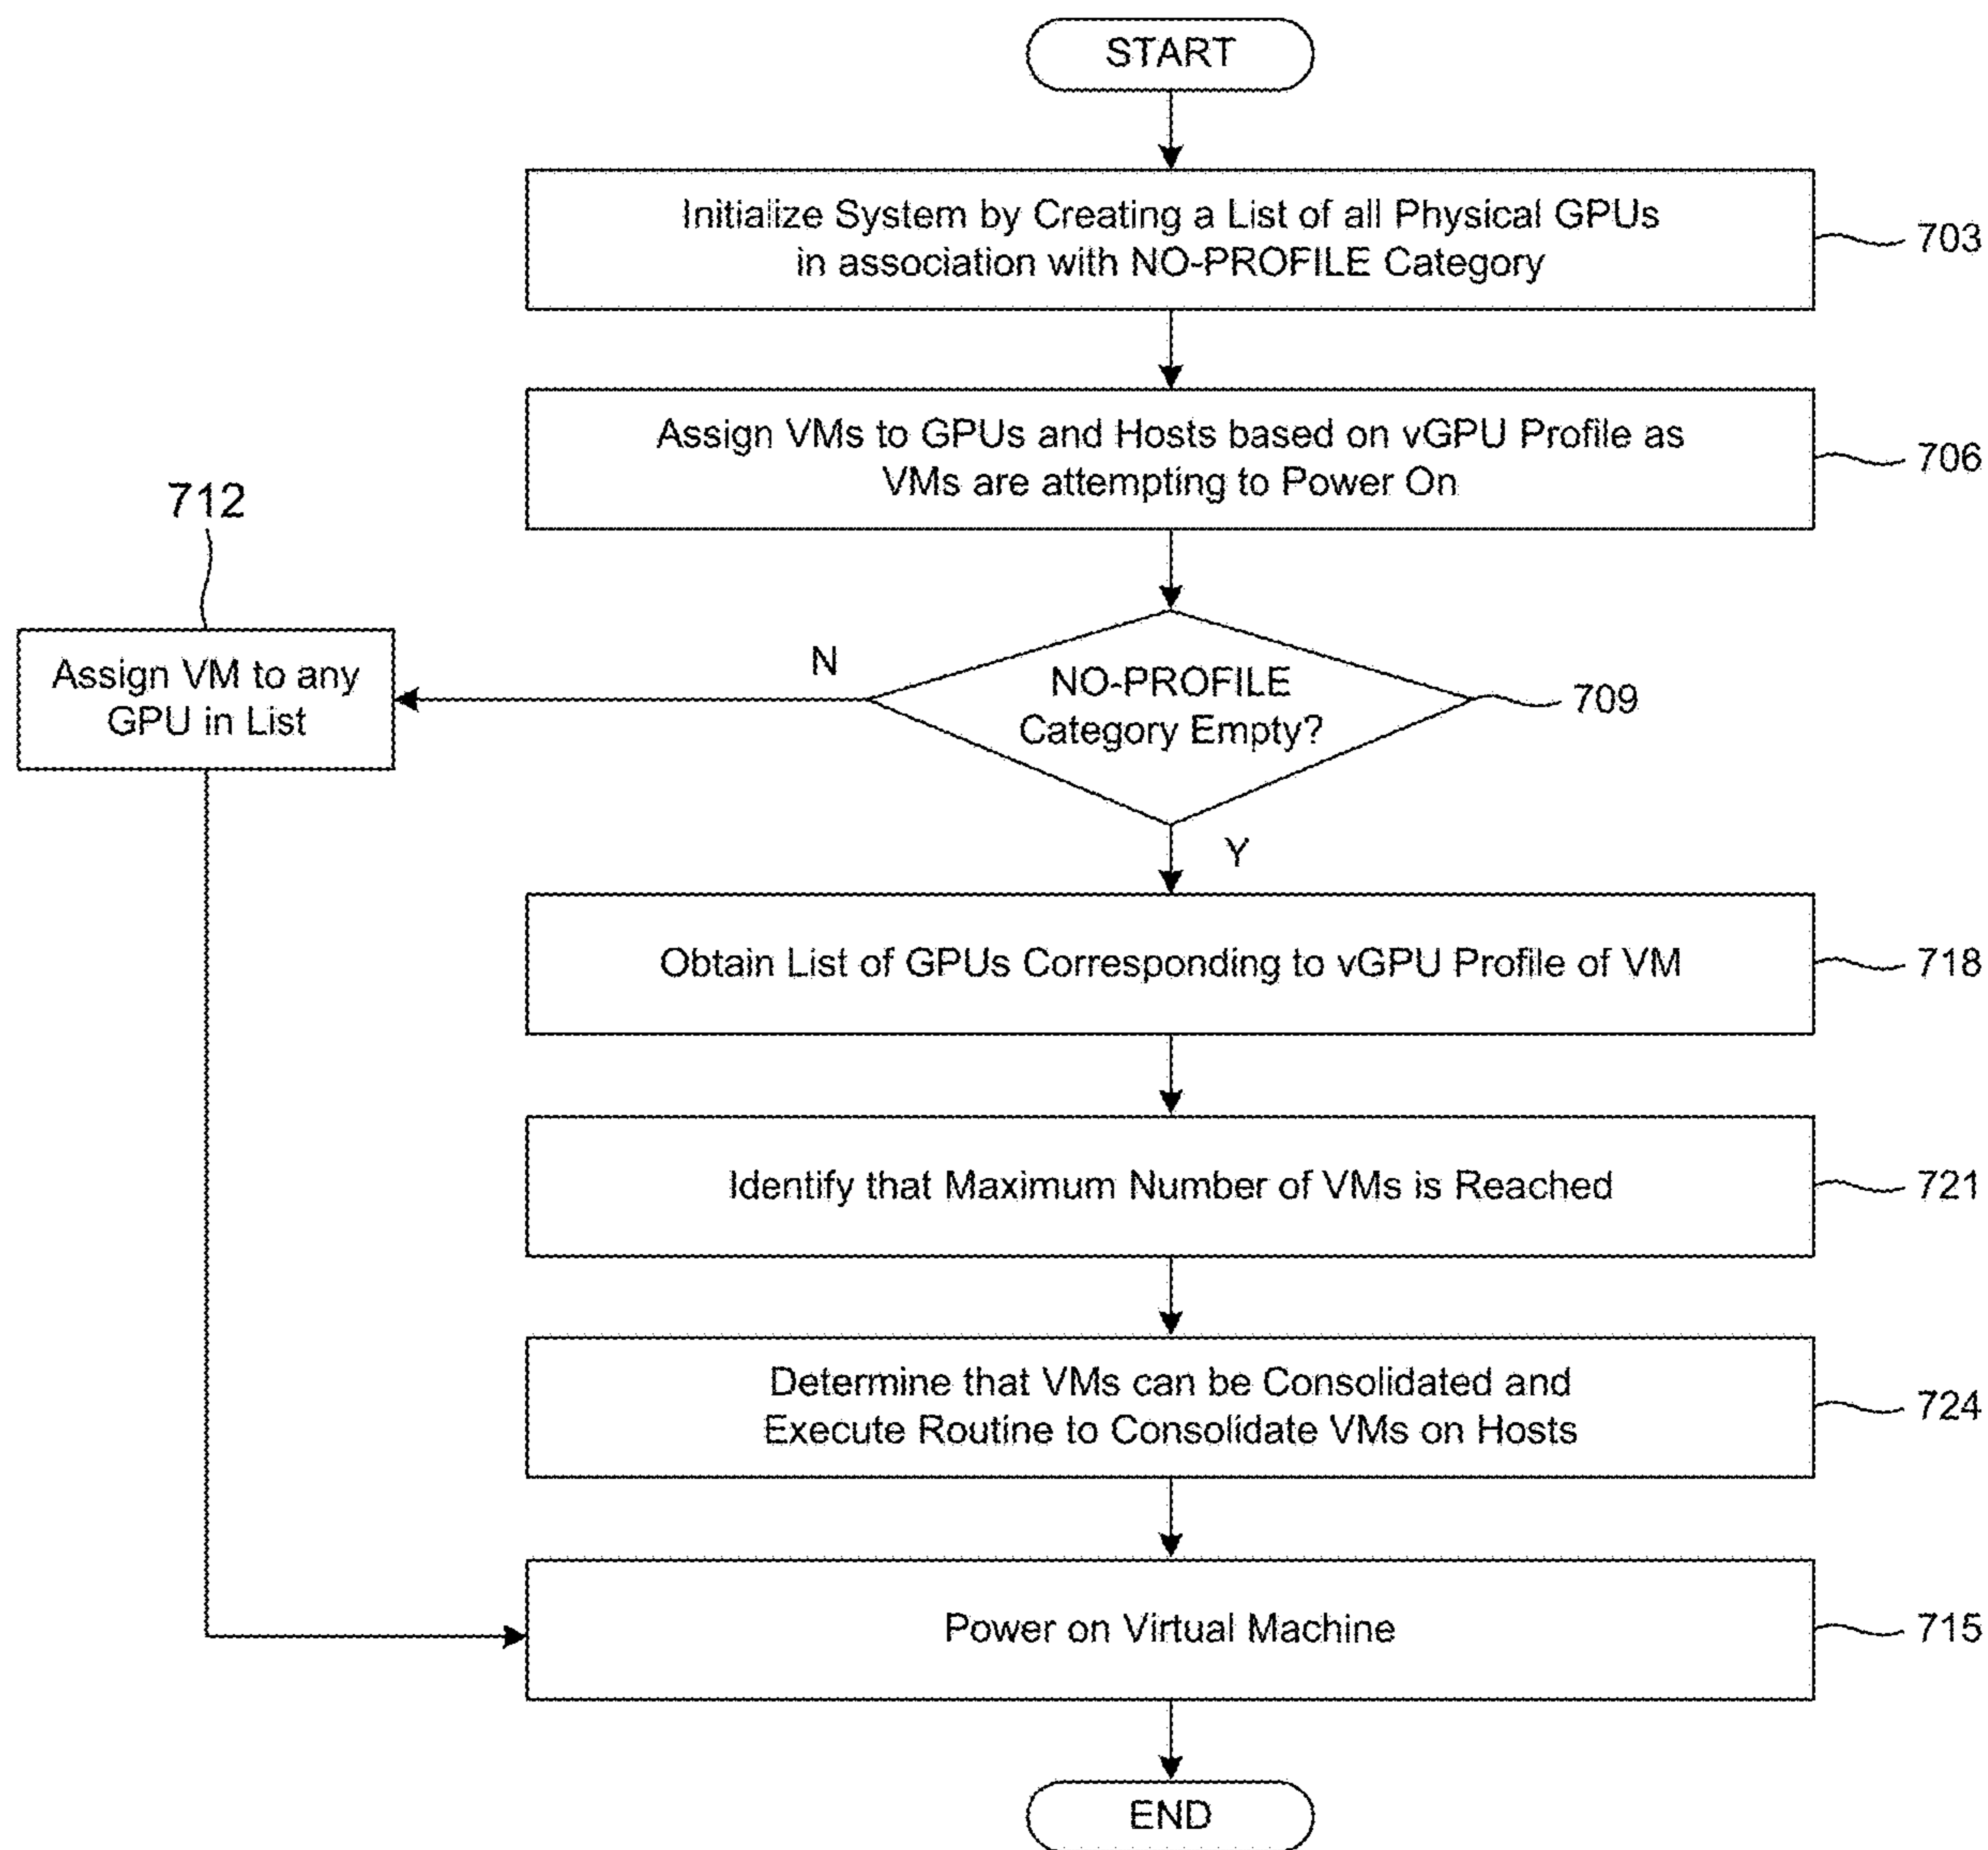 START
Initialize System by Creating a List of all Physical GPUs
in association with NO-PROFILE Category
703
Assign VMs to GPUs and Hosts based on vGPU Profile as
VMs are attempting to Power On
706
712
Assign VM to any
GPU in List
N
NO-PROFILE
Category Empty?
709
Y
Obtain List of GPUs Corresponding to vGPU Profile of VM
718
Identify that Maximum Number of VMs is Reached
721
Determine that VMs can be Consolidated and
Execute Routine to Consolidate VMs on Hosts
724
Power on Virtual Machine
715
END